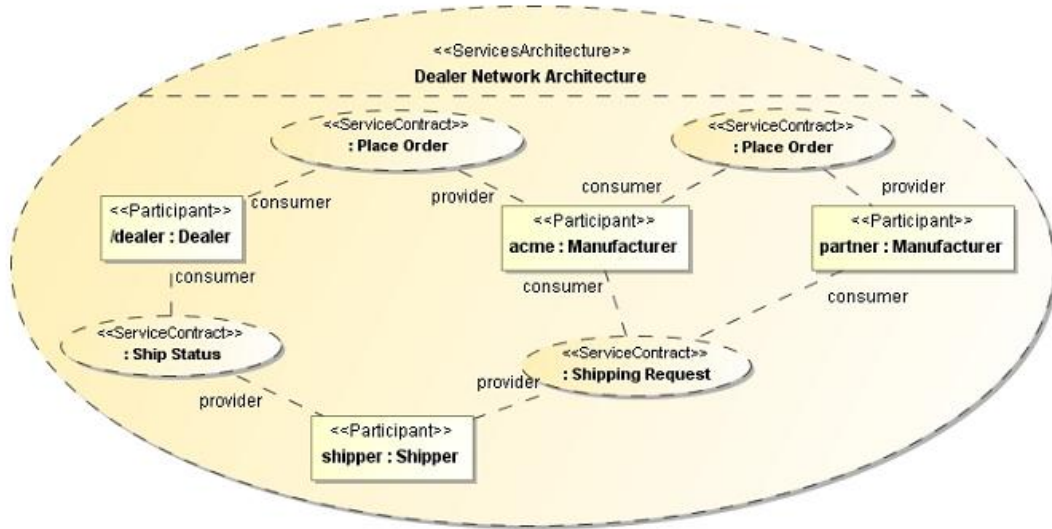 <<ServicesArchitecture>>
Dealer Network Architecture
<<ServiceContract>>
: Place Order
<<ServiceContract>>
: Place Order
consumer
provider
consumer
provider
<<Participant>>
/dealer : Dealer
<<Participant>>
acme : Manufacturer
<<Participant>>
partner : Manufacturer
consumer
consumer
consumer
<<ServiceContract>>
: Ship Status
<<ServiceContract>>
: Shipping Request
provider
provider
<<Participant>>
shipper : Shipper